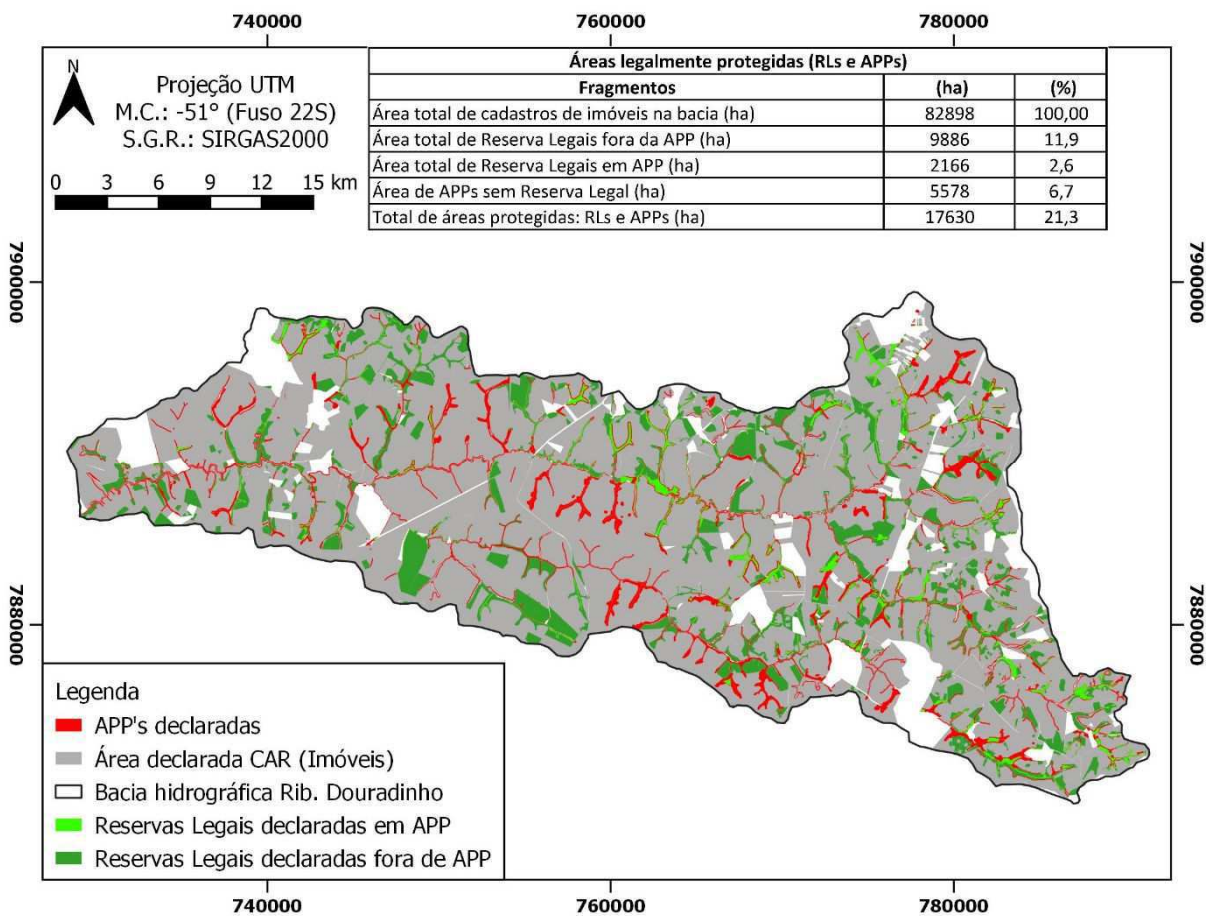 740000 760000 780000
N
Projeção UTM
M.C.: -51° (Fuso 22S)
S.G.R.: SIRGAS2000
0 3 6 9 12 15 km
Áreas legalmente protegidas (RLs e APPs)
Fragmentos (ha) (%)
Área total de cadastros de imóveis na bacia (ha) 82898 100,00
Área total de Reserva Legais fora da APP (ha) 9886 11,9
Área total de Reserva Legais em APP (ha) 2166 2,6
Área de APPs sem Reserva Legal (ha) 5578 6,7
Total de áreas protegidas: RLs e APPs (ha) 17630 21,3
7900000 7900000
7880000 7880000
Legenda
APP's declaradas
Área declarada CAR (Imóveis)
Bacia hidrográfica Rib. Douradinho
Reservas Legais declaradas em APP
Reservas Legais declaradas fora de APP
740000 760000 780000